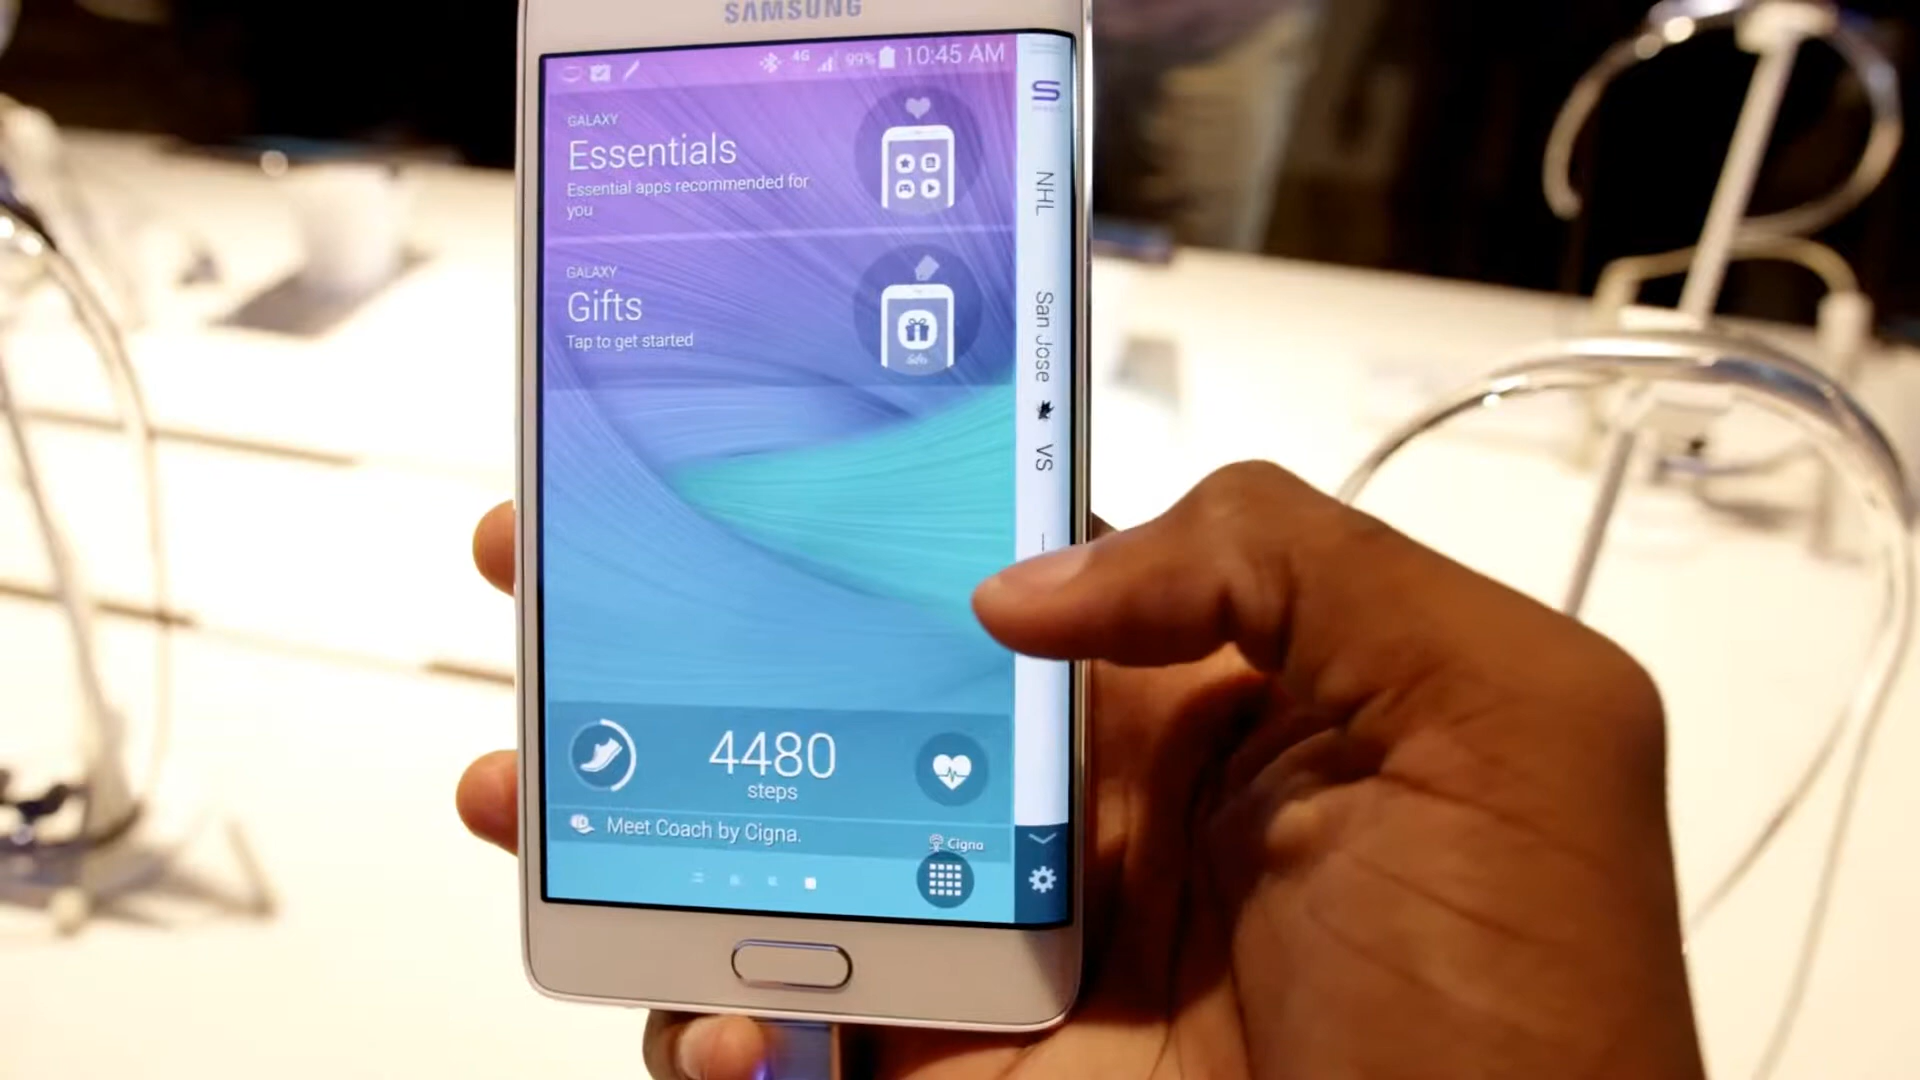 SAMSUNG
4G 99% 10:45 AM
GALAXY
Essentials
Essential apps recommended for
you
GALAXY
Gifts
Tap to get started
Gifts
4480
steps
Meet Coach by Cigna.
Cigna
S
NHL San Jose VS